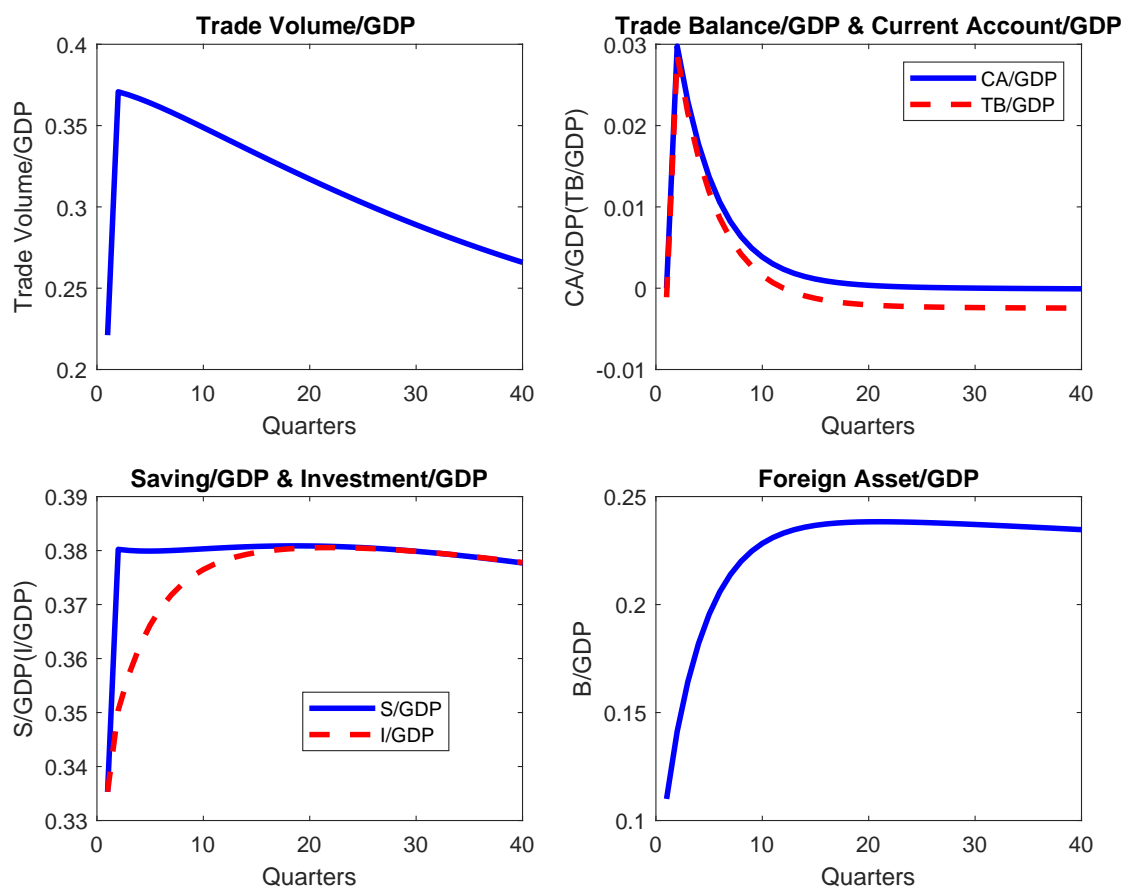 Trade Volume/GDP
0.4
0.35
0.3
0.25
0.2
Trade Volume/GDP
0 10 20 30 40
Quarters
Trade Balance/GDP & Current Account/GDP
0.03
0.02
0.01
0
-0.01
CA/GDP(TB/GDP)
CA/GDP
TB/GDP
0 10 20 30 40
Quarters
Saving/GDP & Investment/GDP
0.39
0.38
0.37
0.36
0.35
0.34
0.33
S/GDP(I/GDP)
S/GDP
I/GDP
0 10 20 30 40
Quarters
Foreign Asset/GDP
0.25
0.2
0.15
0.1
B/GDP
0 10 20 30 40
Quarters